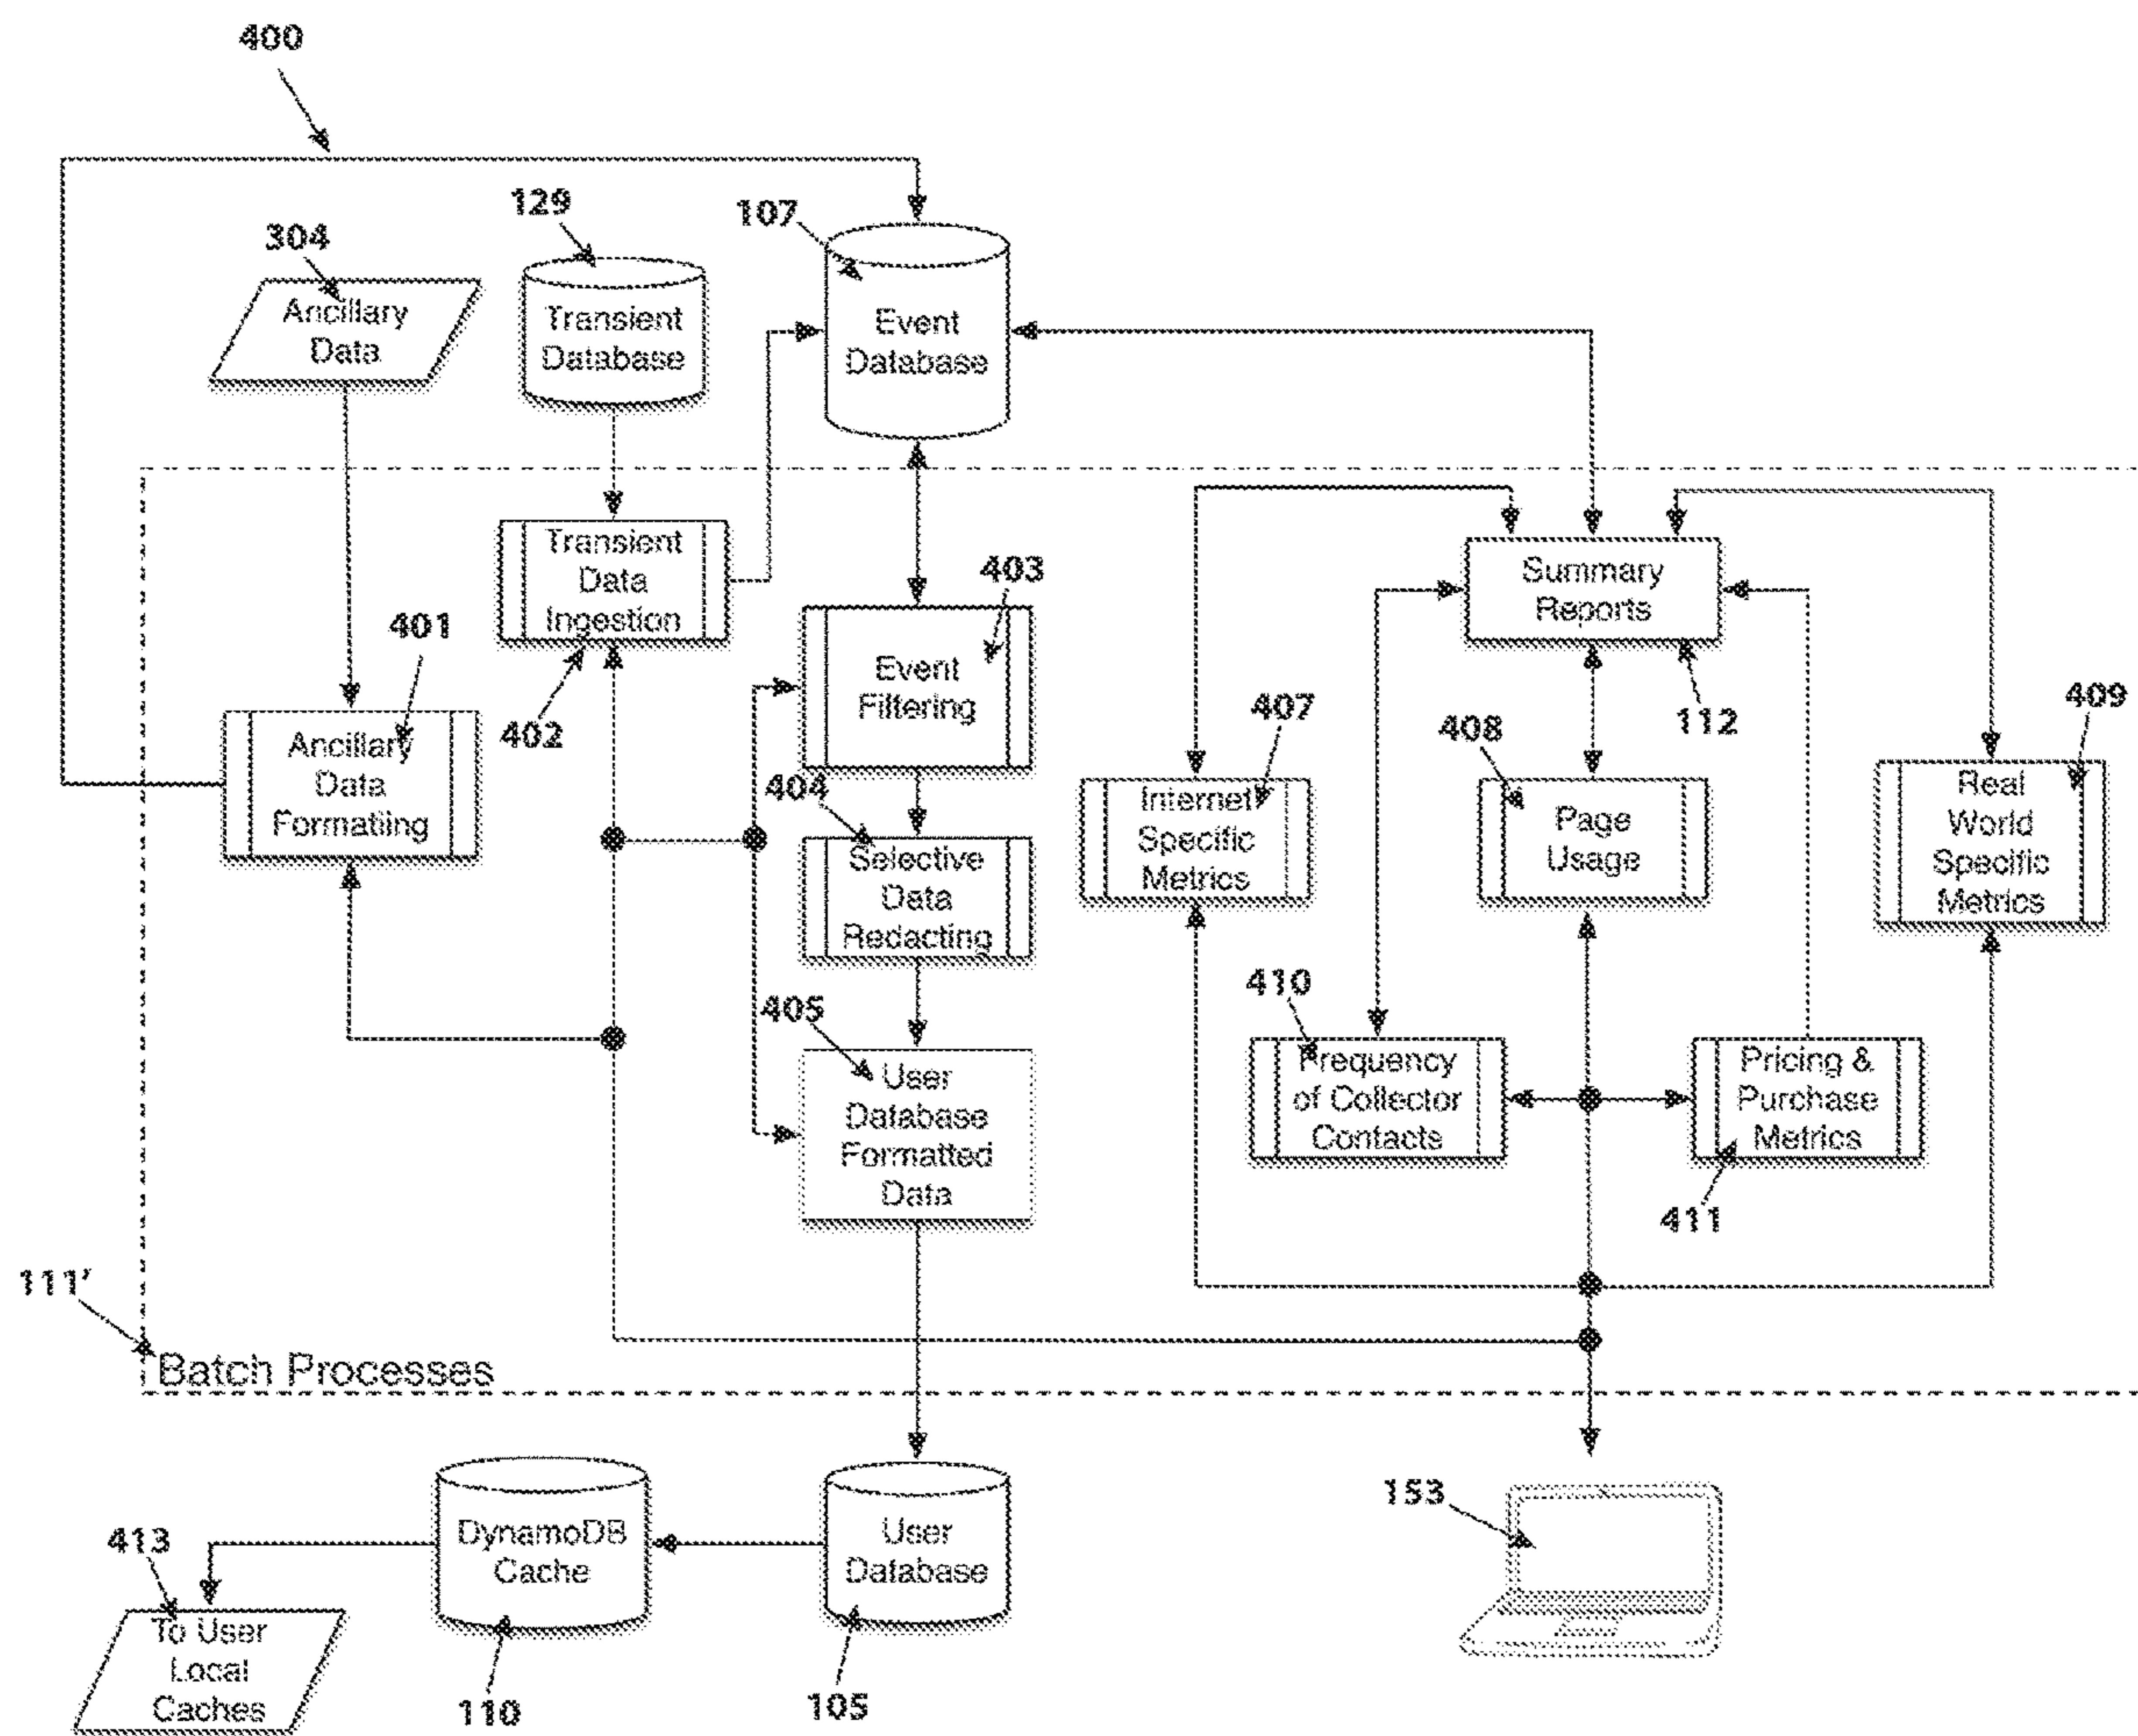 400
129
107
304
Ancillary
Data
Transient
Database
Event
Database
Transient
Data
Ingestion
402
401
Ancillary
Data
Formatting
403
Event
Filtering
404
Selective
Data
Redacting
405
User
Database
Formatted
Data
Summary
Reports
112
407
Internet
Specific
Metrics
408
Page
Usage
409
Real
World
Specific
Metrics
410
Frequency
of Collector
Contacts
Pricing &
Purchase
Metrics
411
111'
Batch Processes
413
To User
Local
Caches
DynamoDB
Cache
110
User
Database
105
153